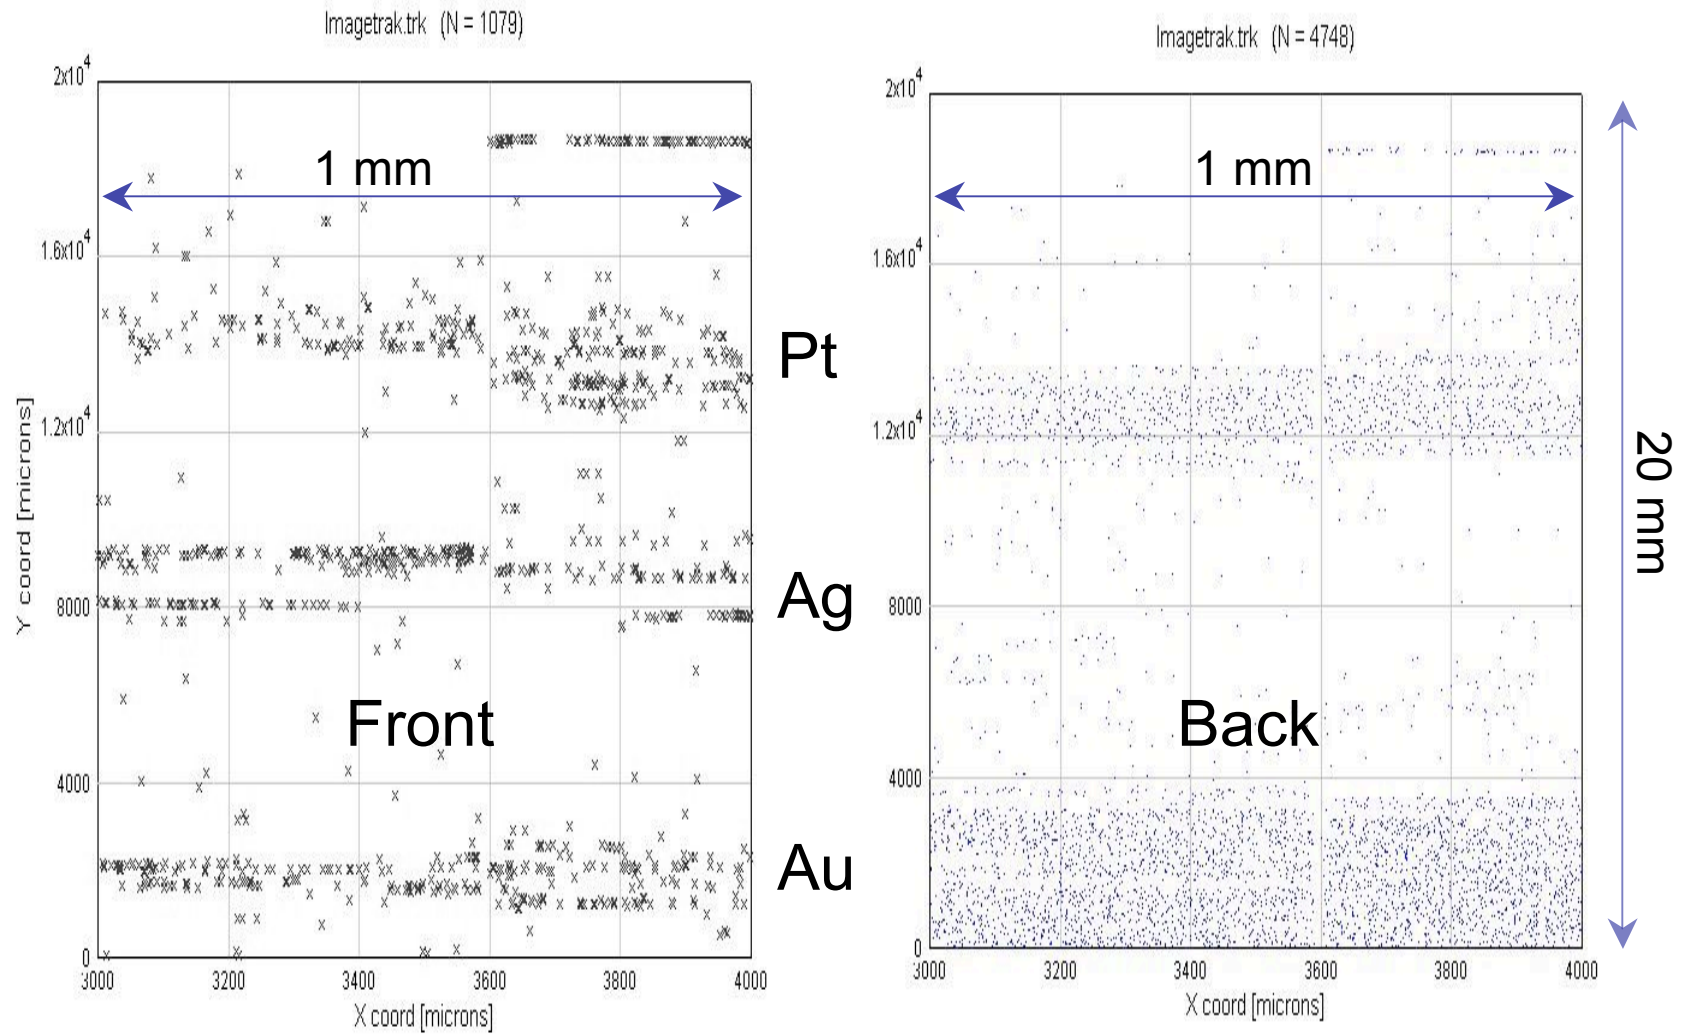 Imagetrak.trk (N = 1079)
2x10^4
1.6x10^4
1.2x10^4
8000
4000
0
Y coord [microns]
3000 3200 3400 3600 3800 4000
X coord [microns]
1 mm
Front
Pt
Ag
Au
Imagetrak.trk (N = 4748)
2x10^4
1.6x10^4
1.2x10^4
8000
4000
0
3000 3200 3400 3600 3800 4000
X coord [microns]
1 mm
Back
20 mm